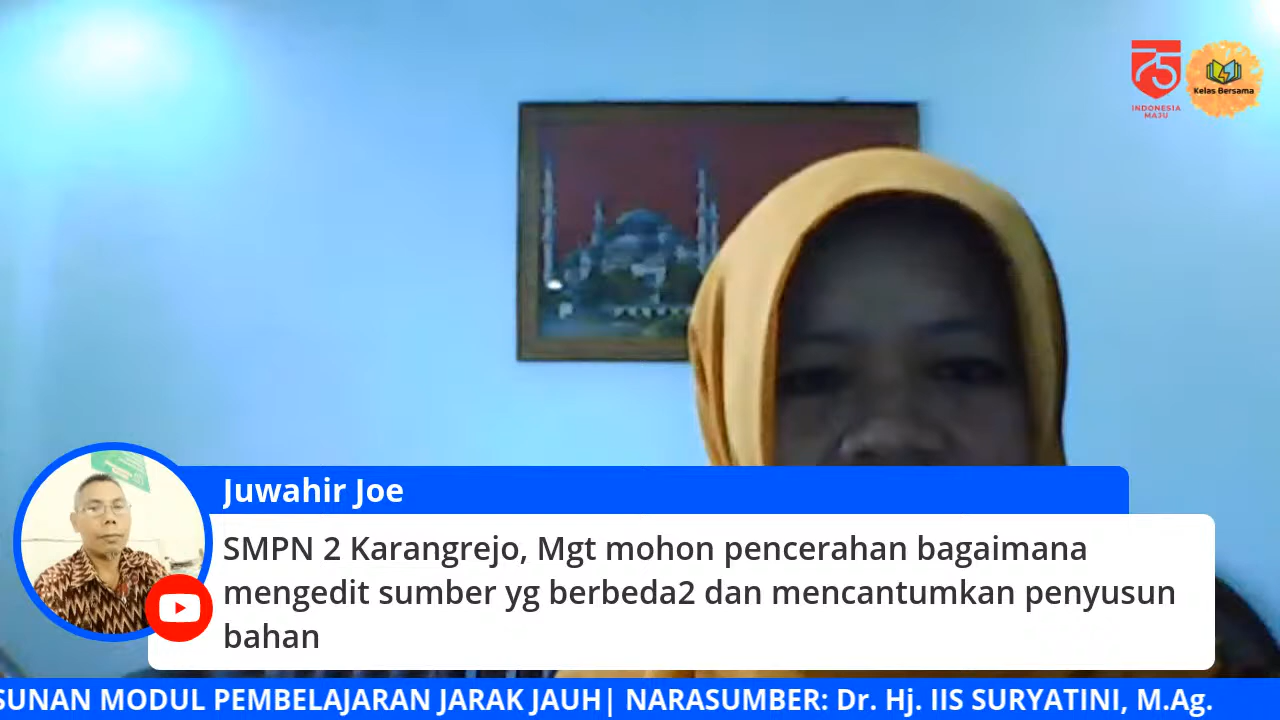 75
INDONESIA
MAJU
Kelas Bersama
Juwahir Joe
SMPN 2 Karangrejo, Mgt mohon pencerahan bagaimana
mengedit sumber yg berbeda2 dan mencantumkan penyusun
bahan
SUNAN MODUL PEMBELAJARAN JARAK JAUH| NARASUMBER: Dr. Hj. IIS SURYATINI, M.Ag.